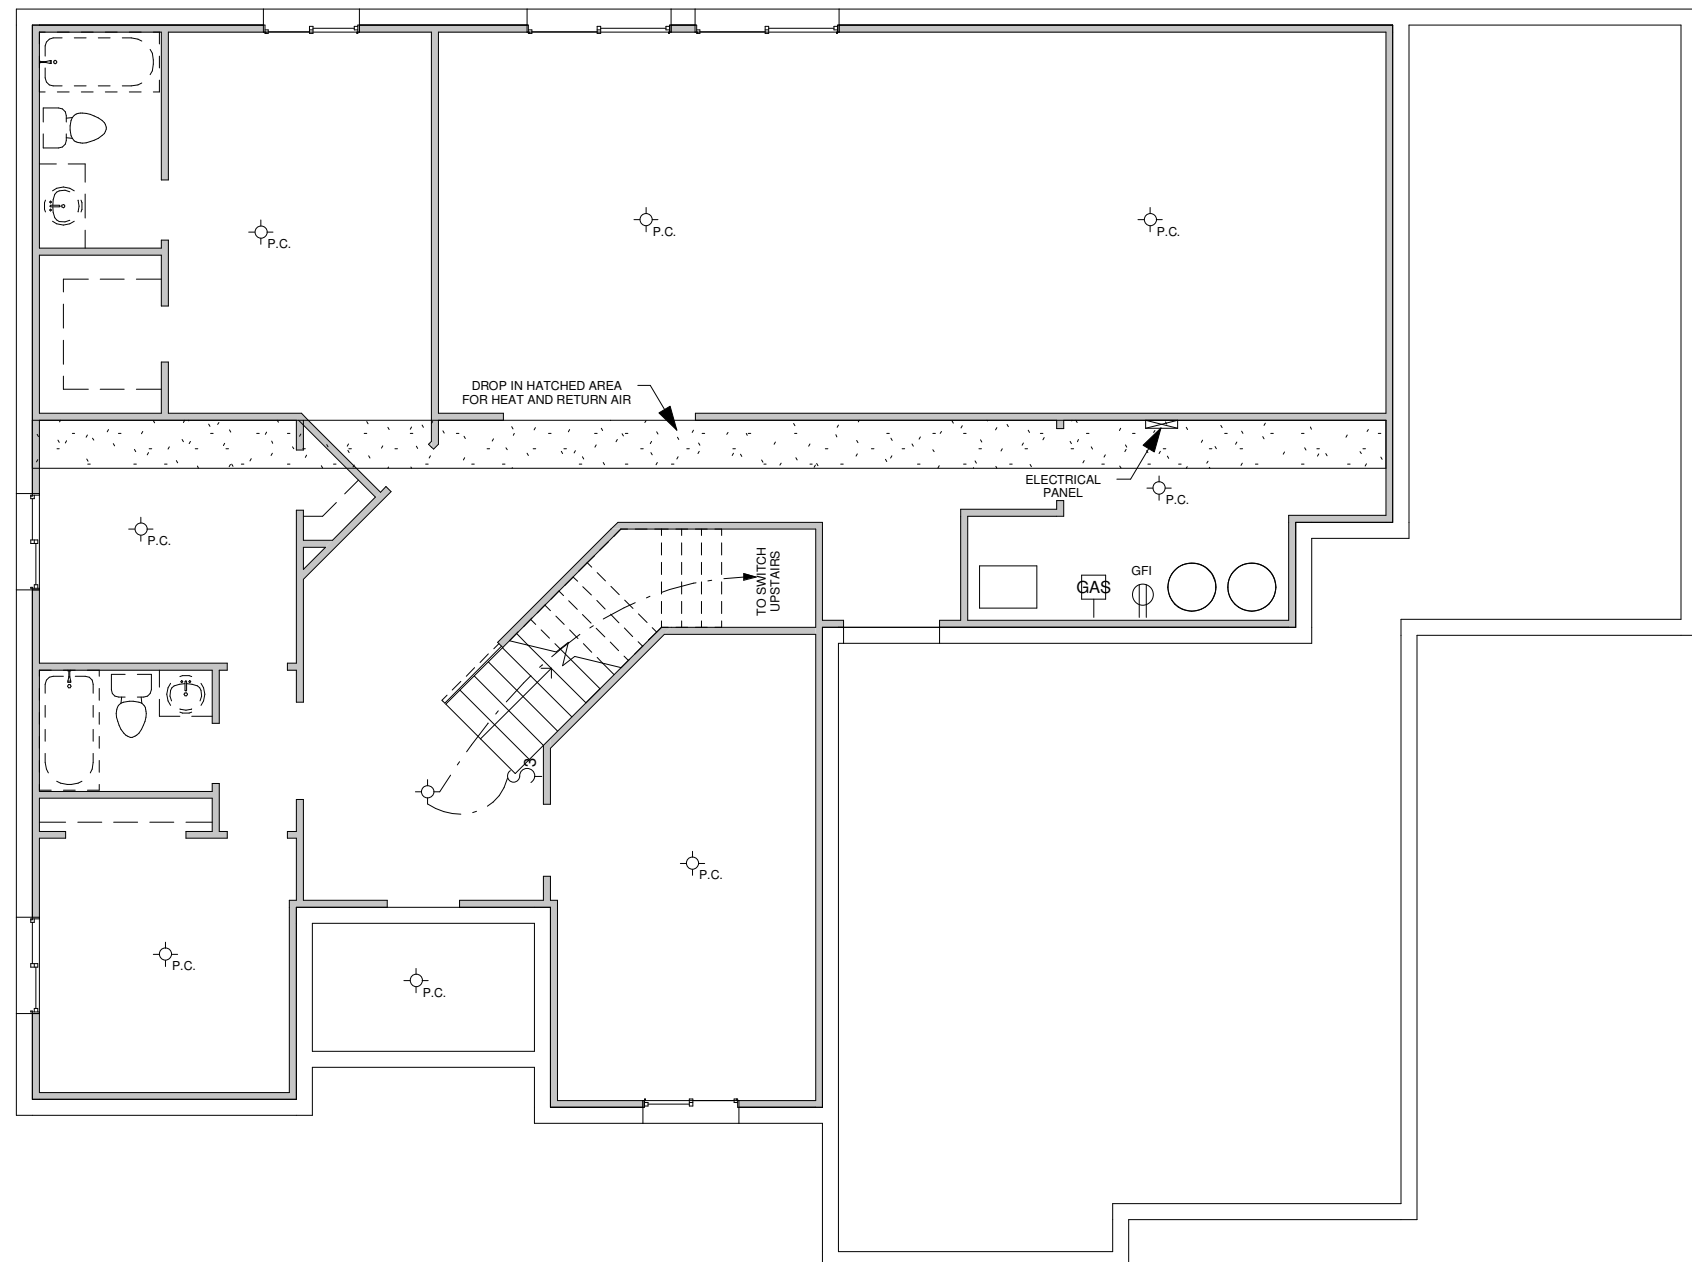 P.C.
P.C.
P.C.
DROP IN HATCHED AREA
FOR HEAT AND RETURN AIR
ELECTRICAL
PANEL
P.C.
P.C.
TO SWITCH
UPSTAIRS
GAS
GFI
3
P.C.
P.C.
P.C.